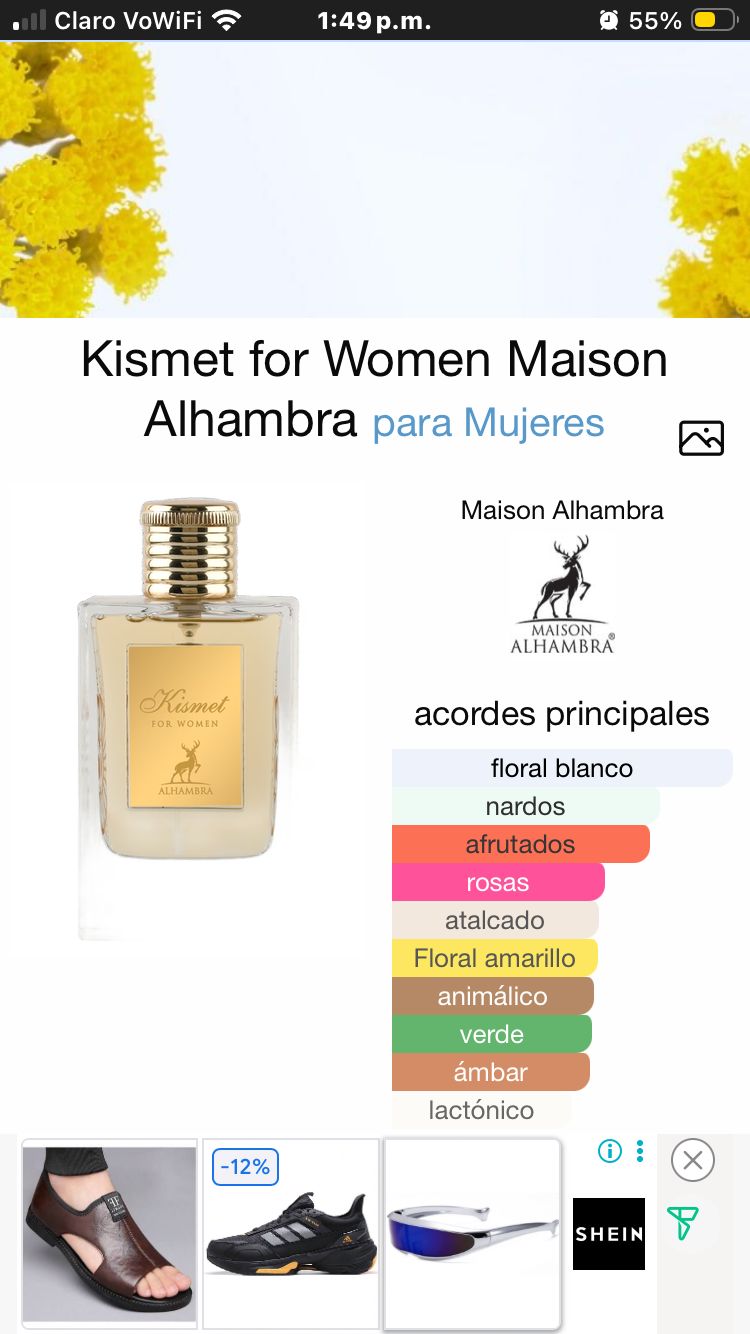 Claro VoWiFi 1:49 p.m. 55%
Kismet for Women Maison
Alhambra para Mujeres
Maison Alhambra
MAISON
ALHAMBRA®
Kismet
FOR WOMEN
ALHAMBRA
acordes principales
floral blanco
nardos
afrutados
rosas
atalcado
Floral amarillo
animálico
verde
ámbar
lactónico
-12%
SHEIN